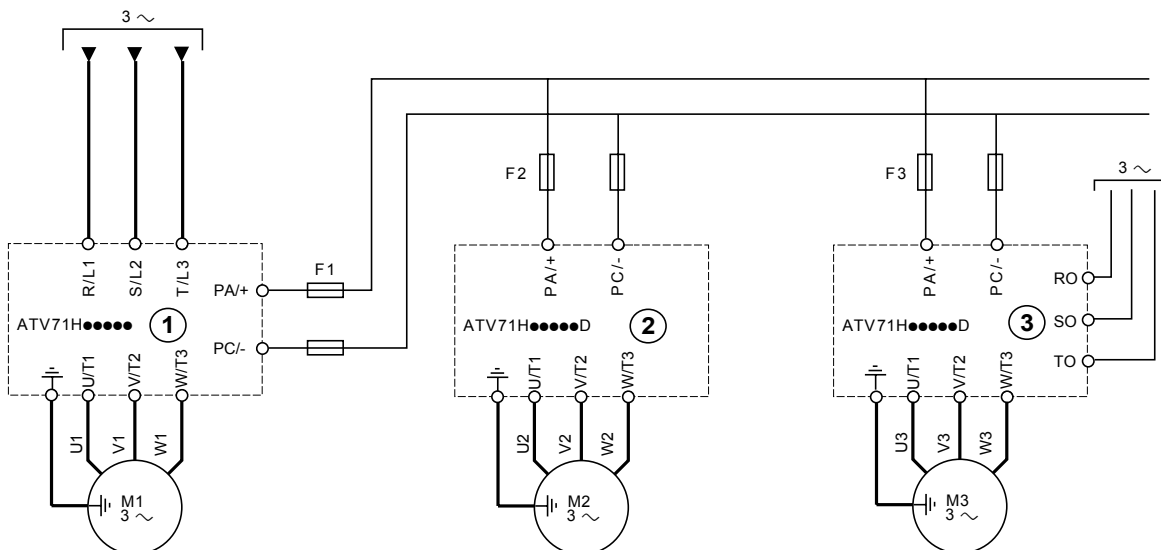 3 ∼
R/L1
S/L2
T/L3
PA/+
PC/-
F1
ATV71H●●●●●
1
U/T1
V/T2
W/T3
U1
V1
W1
M1
3 ∼
F2
PA/+
PC/-
ATV71H●●●●●D
2
U/T1
V/T2
W/T3
U2
V2
W2
M2
3 ∼
F3
3 ∼
PA/+
PC/-
RO
SO
TO
ATV71H●●●●●D
3
U/T1
V/T2
W/T3
U3
V3
W3
M3
3 ∼